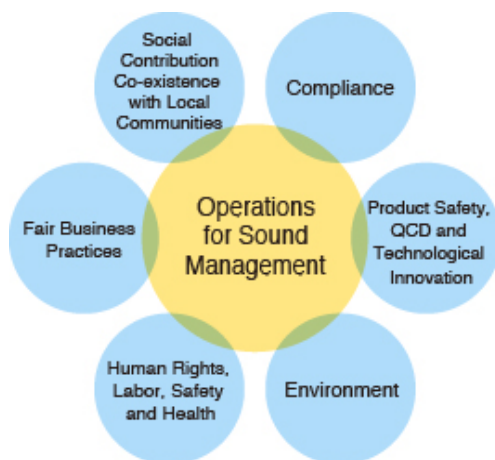 Social
Contribution
Co-existence
with Local
Communities
Compliance
Operations
for Sound
Management
Fair Business
Practices
Product Safety,
QCD and
Technological
Innovation
Human Rights,
Labor, Safety
and Health
Environment